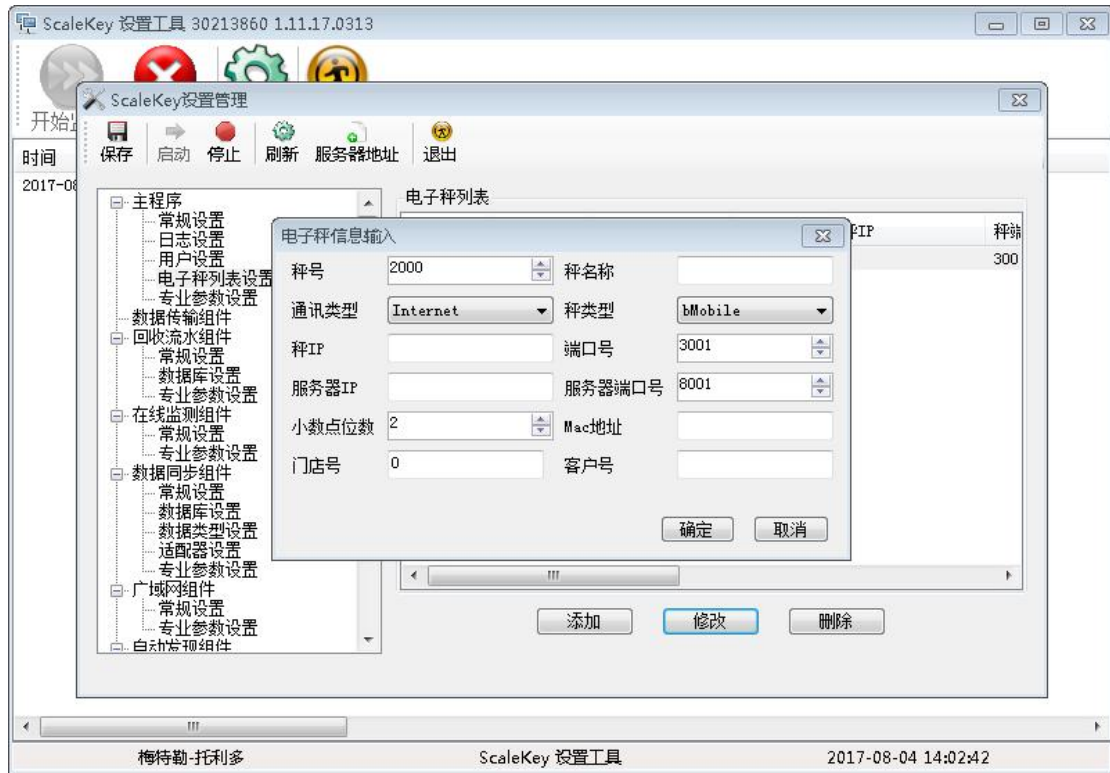 ScaleKey 设置工具 30213860 1.11.17.0313
开始
时间
2017-08
ScaleKey设置管理
保存 启动 停止 刷新 服务器地址 退出
主程序
常规设置
日志设置
用户设置
电子秤列表设置
专业参数设置
数据传输组件
回收流水组件
常规设置
数据库设置
专业参数设置
在线监测组件
常规设置
专业参数设置
数据同步组件
常规设置
数据库设置
数据类型设置
适配器设置
专业参数设置
广域网组件
常规设置
专业参数设置
自动发现组件
电子秤列表
秤IP 秤端
300
电子秤信息输入
秤号 2000 秤名称
通讯类型 Internet 秤类型 bMobile
秤IP 端口号 3001
服务器IP 服务器端口号 8001
小数点位数 2 Mac地址
门店号 0 客户号
确定 取消
添加 修改 删除
梅特勒-托利多 ScaleKey 设置工具 2017-08-04 14:02:42